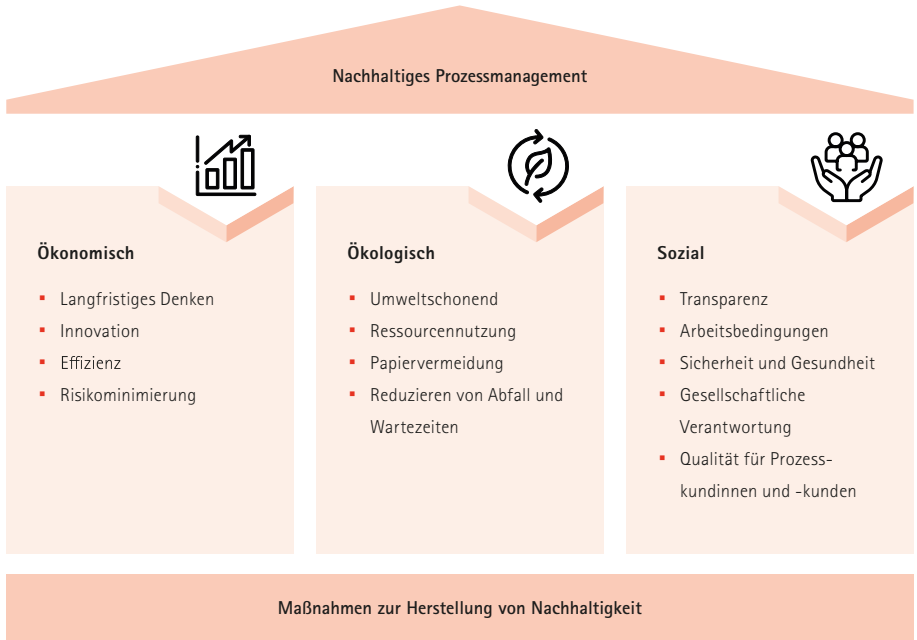 Nachhaltiges Prozessmanagement
Ökonomisch
▪ Langfristiges Denken
▪ Innovation
▪ Effizienz
▪ Risikominimierung
Ökologisch
▪ Umweltschonend
▪ Ressourcennutzung
▪ Papiervermeidung
▪ Reduzieren von Abfall und
Wartezeiten
Sozial
▪ Transparenz
▪ Arbeitsbedingungen
▪ Sicherheit und Gesundheit
▪ Gesellschaftliche
Verantwortung
▪ Qualität für Prozess-
kundinnen und -kunden
Maßnahmen zur Herstellung von Nachhaltigkeit